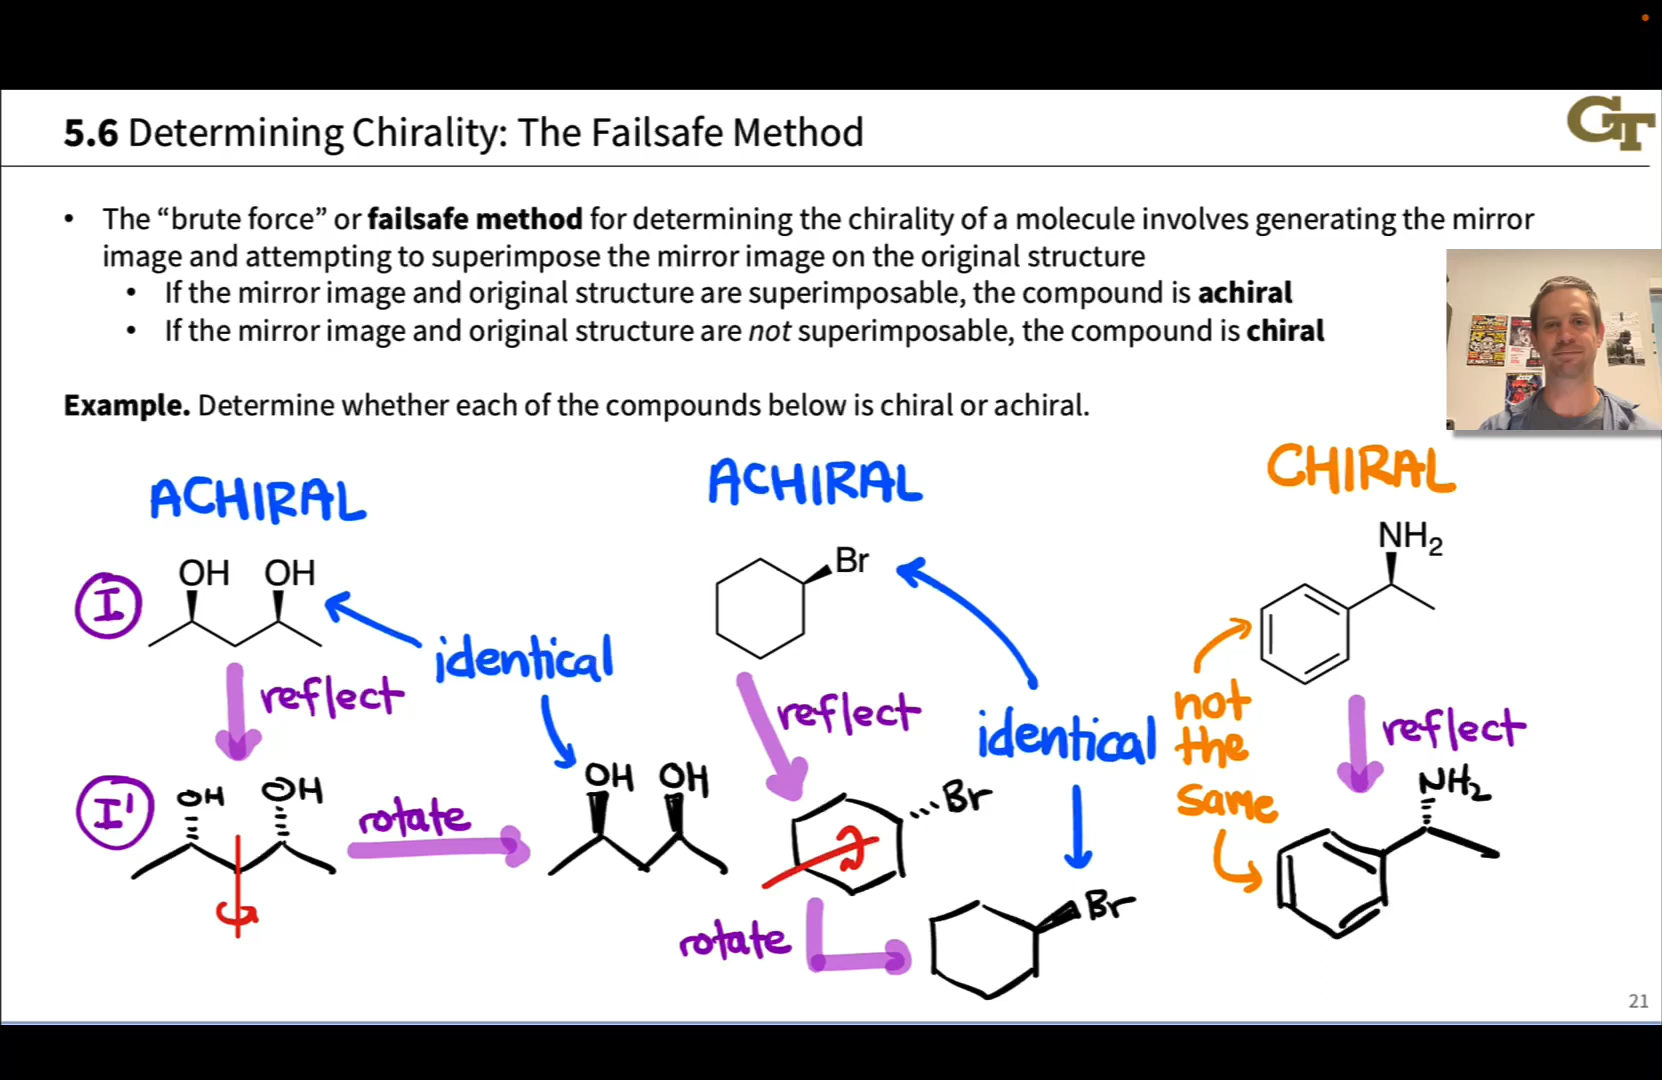 GT
5.6 Determining Chirality: The Failsafe Method
• The “brute force” or failsafe method for determining the chirality of a molecule involves generating the mirror
image and attempting to superimpose the mirror image on the original structure
• If the mirror image and original structure are superimposable, the compound is achiral
• If the mirror image and original structure are not superimposable, the compound is chiral
Example. Determine whether each of the compounds below is chiral or achiral.
ACHIRAL
I
OH OH
reflect
identical
I'
OH OH
rotate
OH OH
ACHIRAL
Br
reflect
identical
Br
rotate
Br
CHIRAL
NH2
not
the
same
reflect
NH2
21